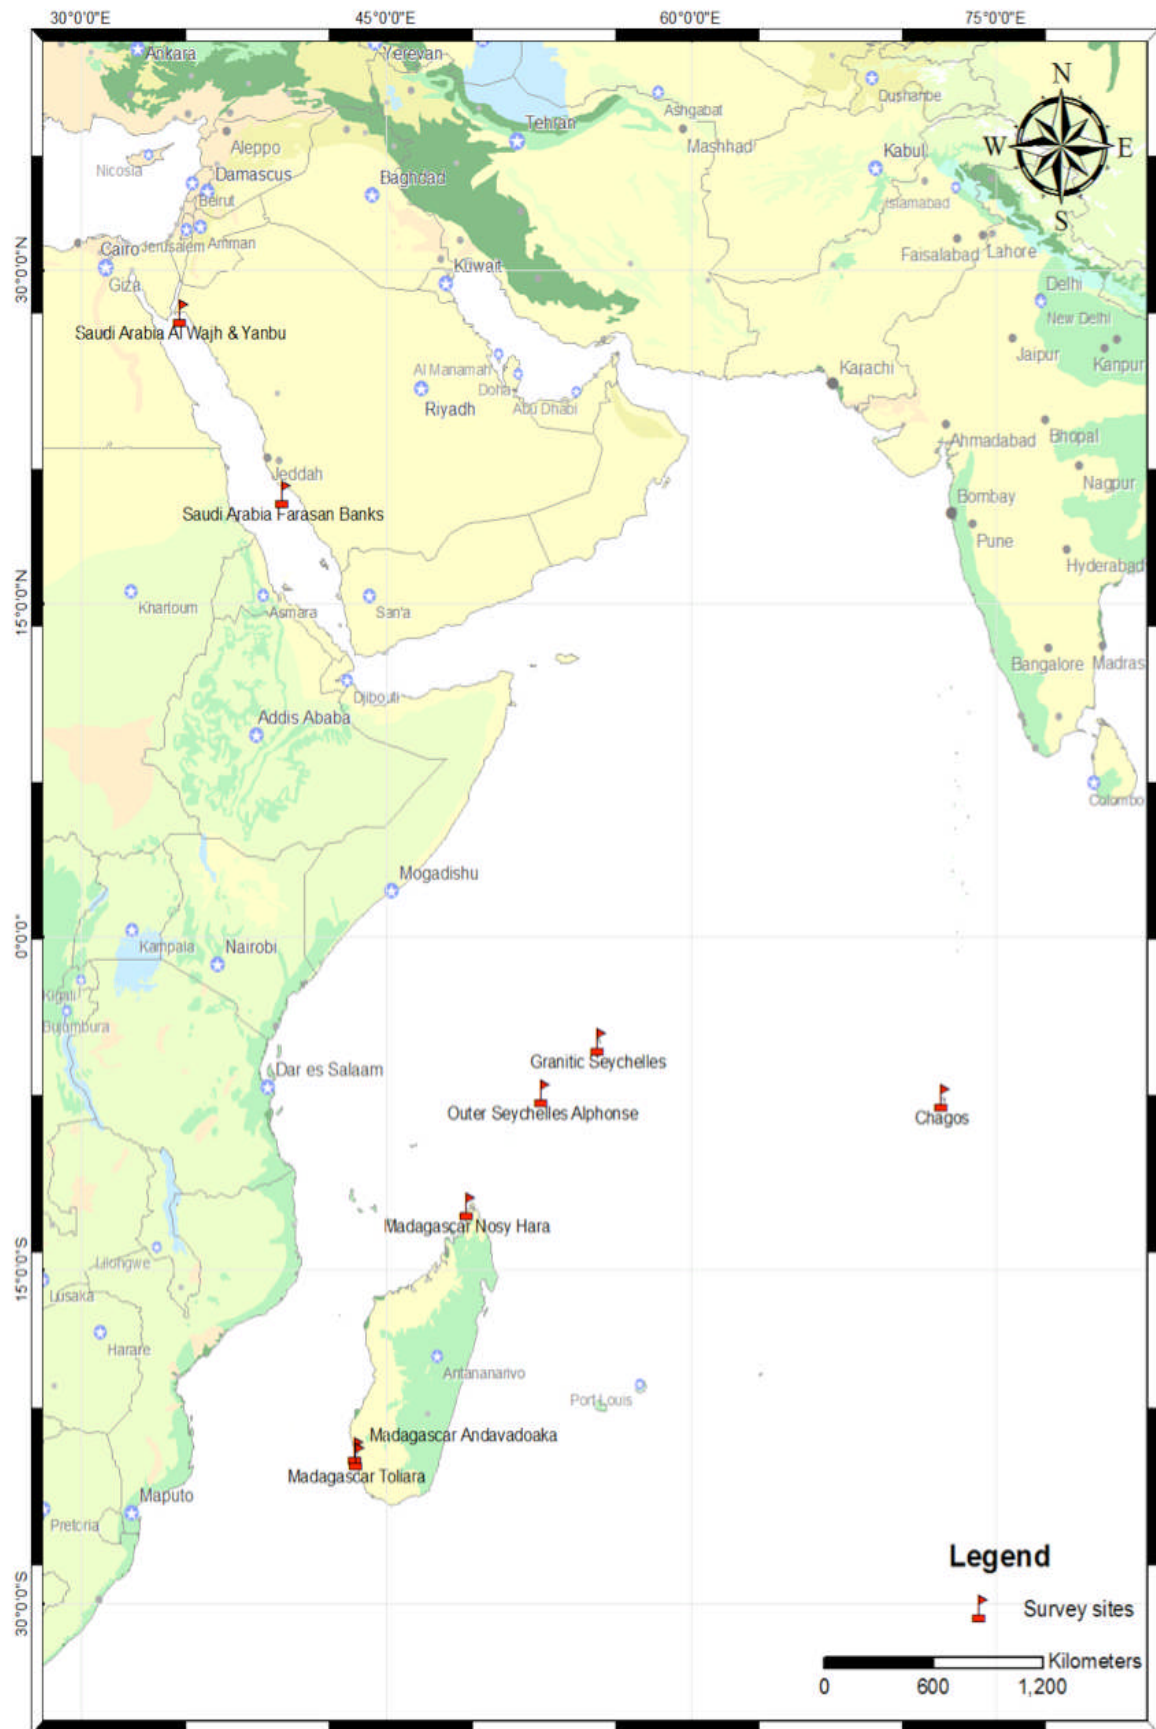 30°0'0"E 45°0'0"E 60°0'0"E 75°0'0"E
Ankara
Yerevan
Dushanbe
N
Ashgabat
Tehran
Mashhad
Aleppo
W
E
Nicosia
Kabul
Damascus
Baghdad
Beirut
Islamabad
S
Cairo
Jerusalem
Amman
Faisalabad
Lahore
30°0'0"N
Kuwait
Giza
Delhi
New Delhi
Saudi Arabia Al Wajh & Yanbu
Jaipur
Kanpur
Al Manamah
Karachi
Doha
Riyadh
Abu Dhabi
Ahmadabad
Bhopal
Jeddah
Nagpur
Bombay
Saudi Arabia Farasan Banks
Pune
Hyderabad
15°0'0"N
Khartoum
Asmara
San'a
Bangalore
Madras
Djibouti
Addis Ababa
Colombo
Mogadishu
0°0'0"
Kampala
Nairobi
Kigali
Bujumbura
Granitic Seychelles
Dar es Salaam
Outer Seychelles Alphonse
Chagos
Madagascar Nosy Hara
15°0'0"S
Lilongwe
Lusaka
Harare
Antananarivo
Port Louis
Madagascar Andavadoaka
Madagascar Toliara
Maputo
Pretoria
Legend
30°0'0"S
Survey sites
Kilometers
0 600 1,200